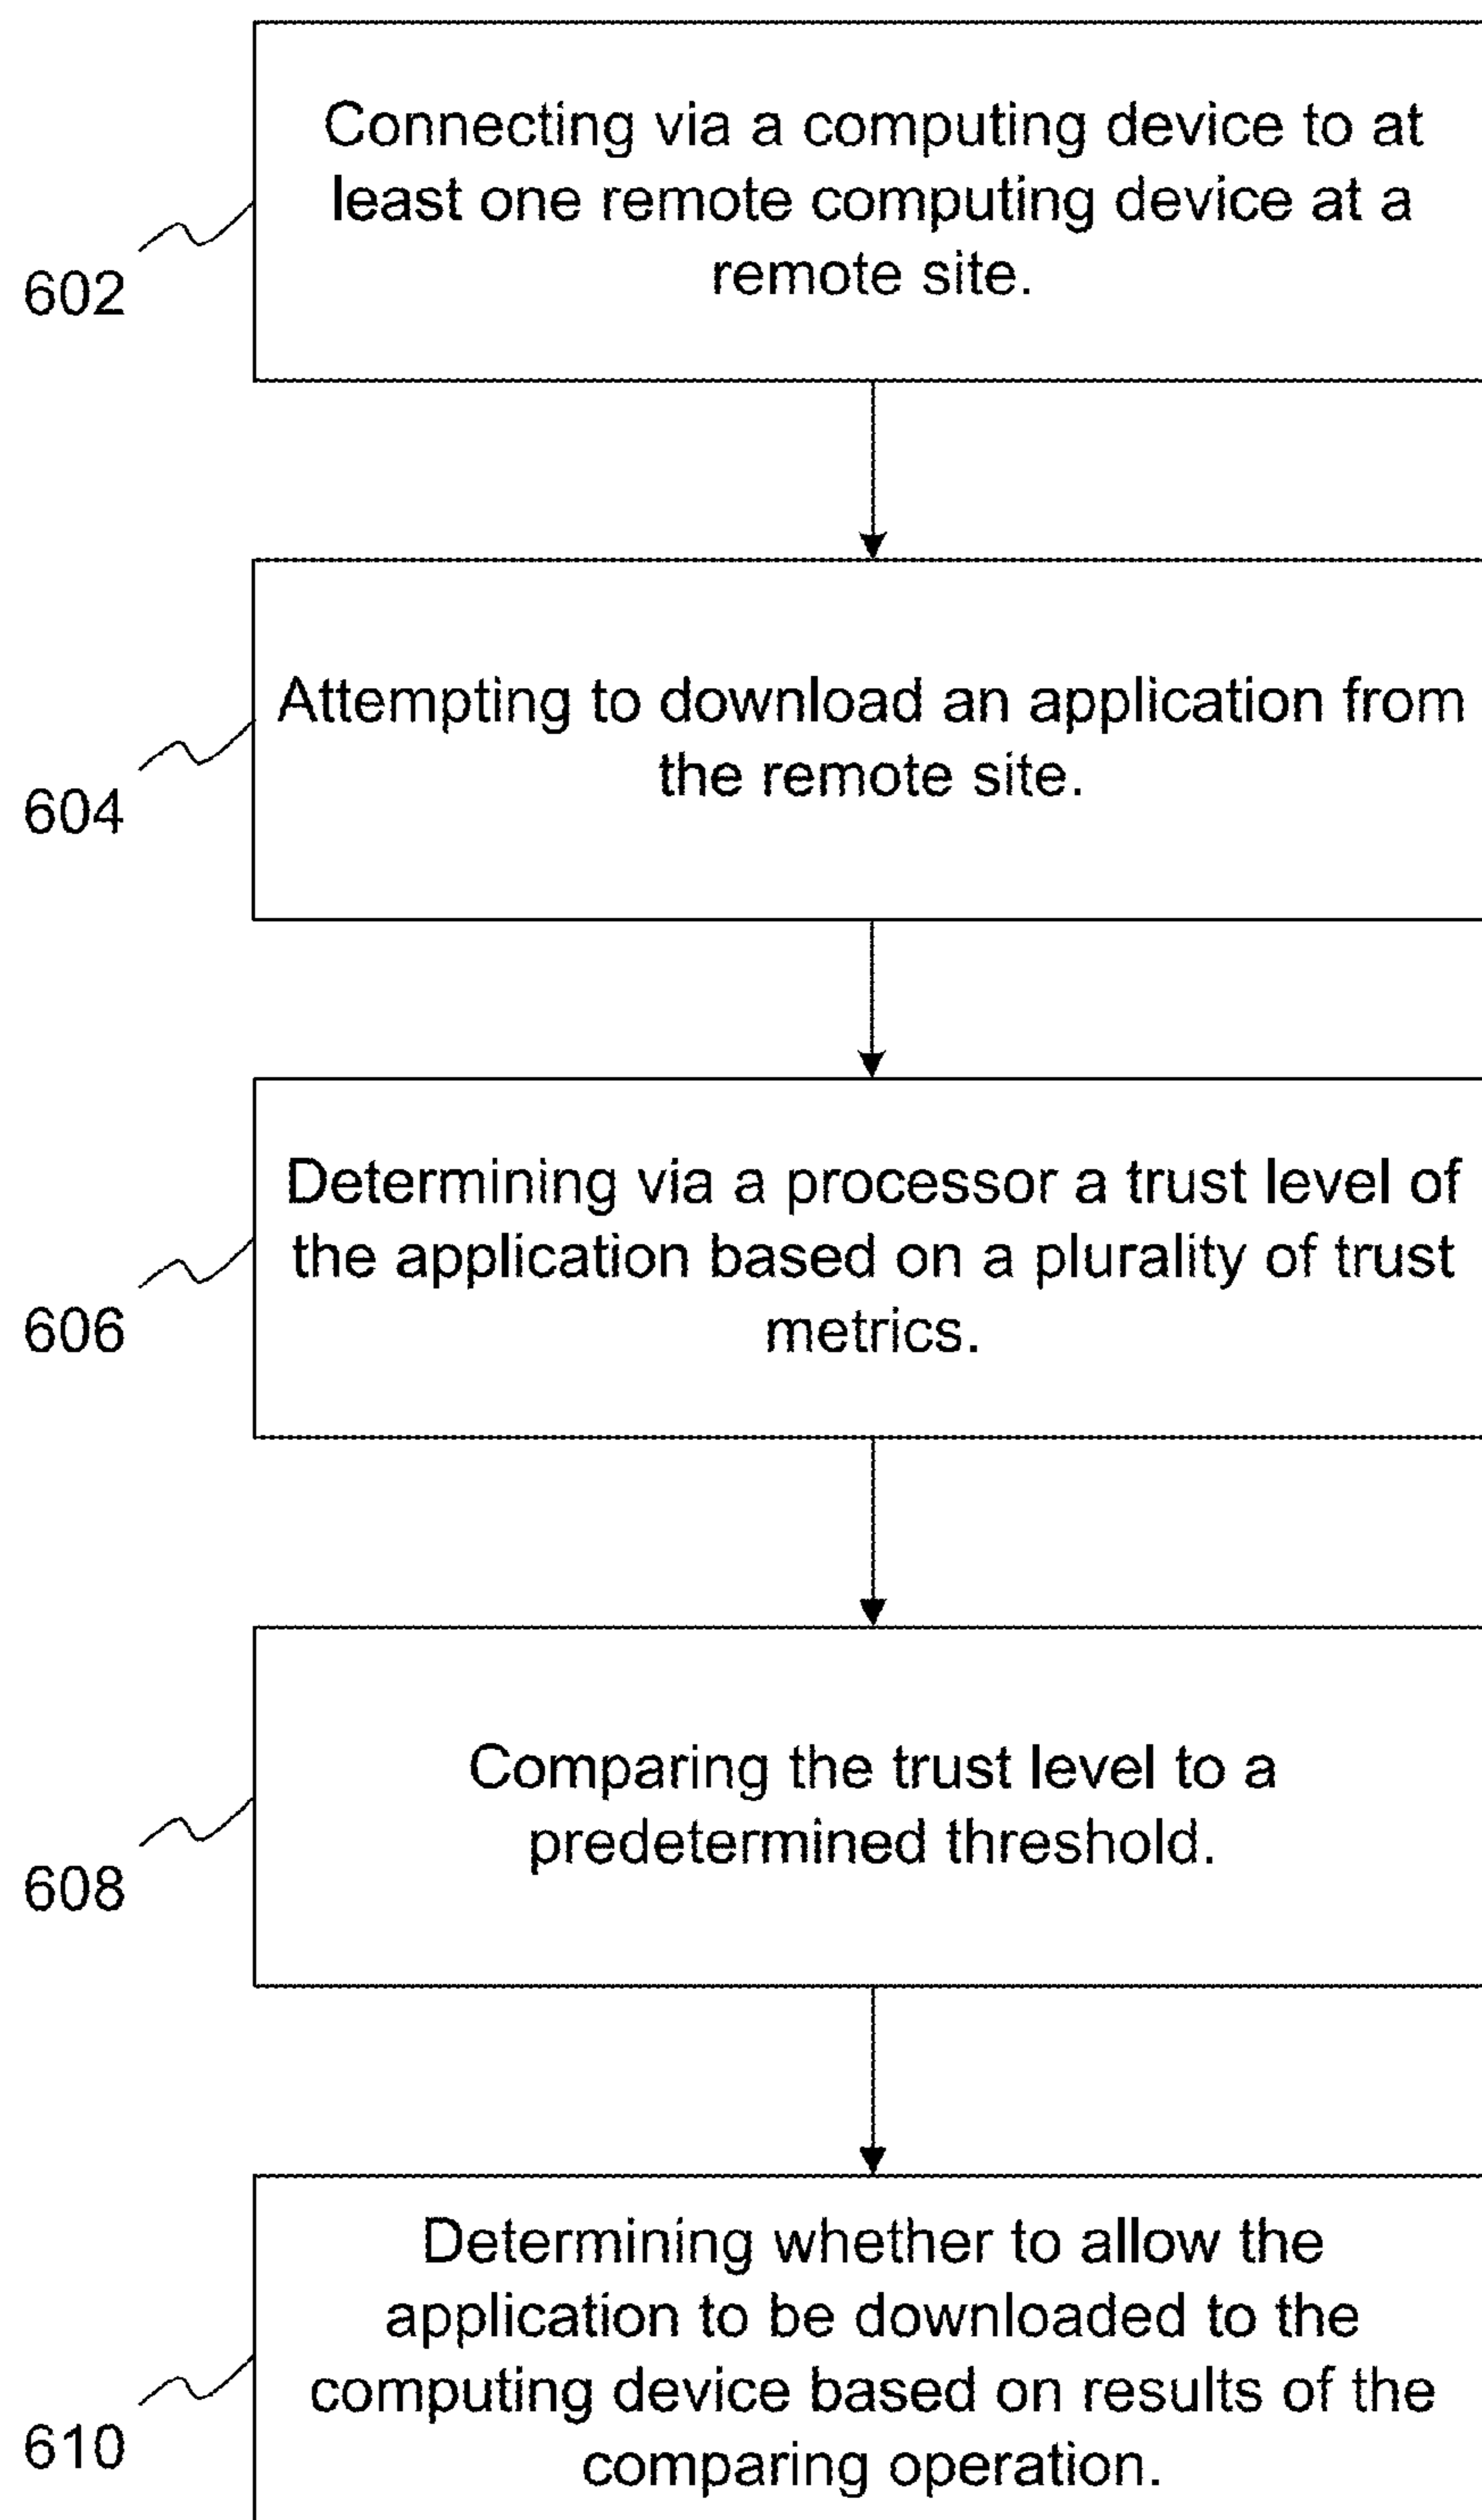 Connecting via a computing device to at
least one remote computing device at a
remote site.
602
Attempting to download an application from
the remote site.
604
Determining via a processor a trust level of
the application based on a plurality of trust
metrics.
606
Comparing the trust level to a
predetermined threshold.
608
Determining whether to allow the
application to be downloaded to the
computing device based on results of the
comparing operation.
610